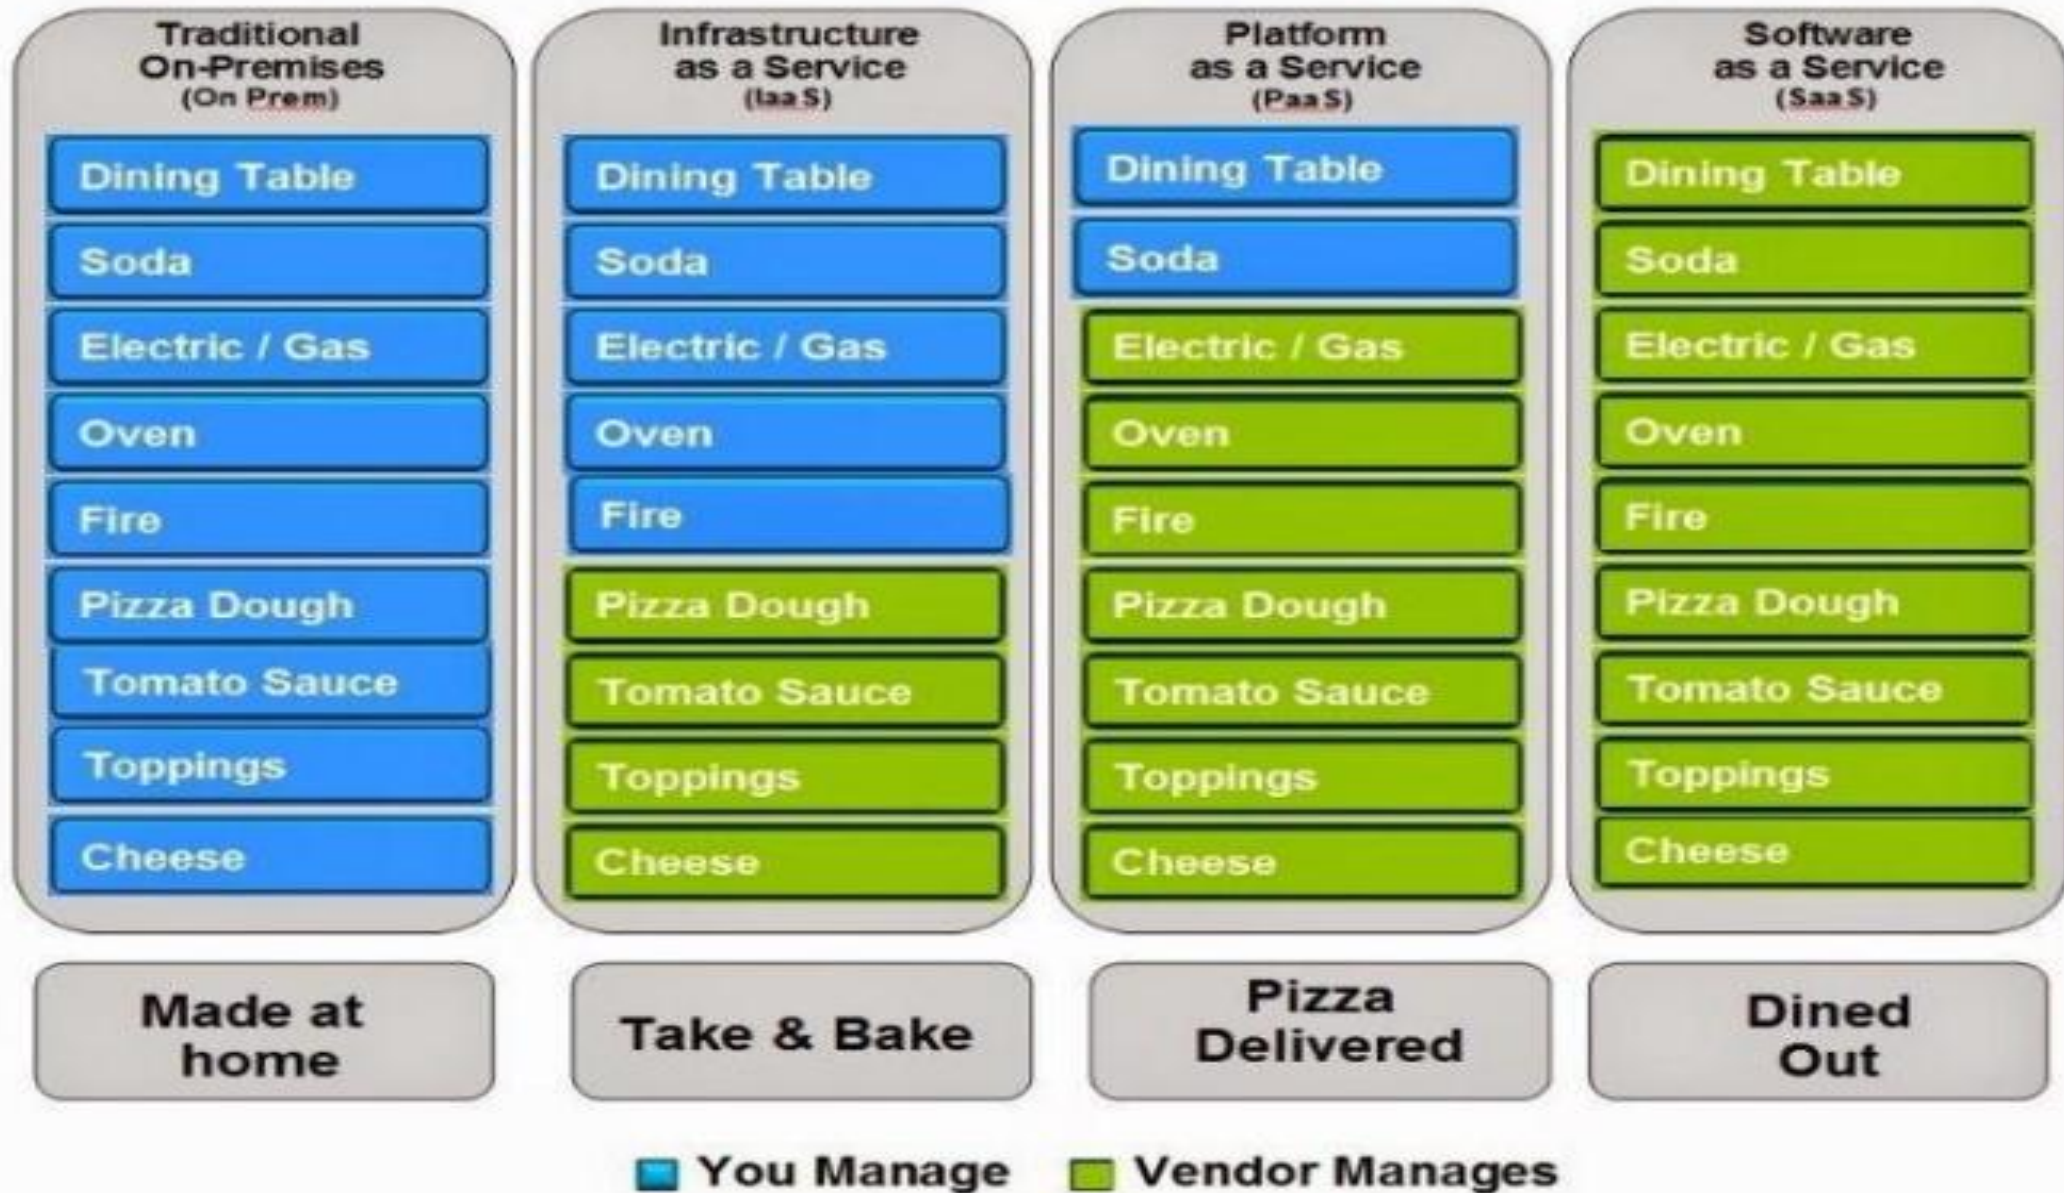 Traditional
On-Premises
(On Prem)
Dining Table
Soda
Electric / Gas
Oven
Fire
Pizza Dough
Tomato Sauce
Toppings
Cheese
Made at
home
Infrastructure
as a Service
(IaaS)
Dining Table
Soda
Electric / Gas
Oven
Fire
Pizza Dough
Tomato Sauce
Toppings
Cheese
Take & Bake
Platform
as a Service
(PaaS)
Dining Table
Soda
Electric / Gas
Oven
Fire
Pizza Dough
Tomato Sauce
Toppings
Cheese
Pizza
Delivered
Software
as a Service
(SaaS)
Dining Table
Soda
Electric / Gas
Oven
Fire
Pizza Dough
Tomato Sauce
Toppings
Cheese
Dined
Out
You Manage
Vendor Manages